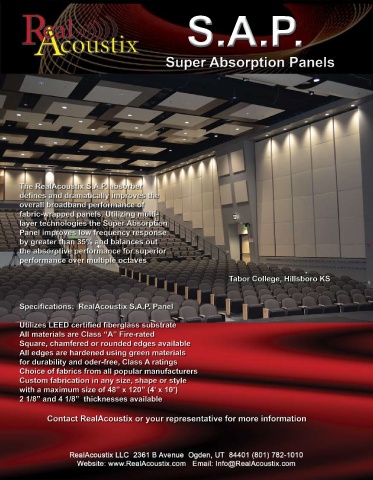 RealAcoustix
S.A.P.
Super Absorption Panels
The RealAcoustix S.A.P. absorber
defines and dramatically improves the
overall broadband performance of
fabric-wrapped panels. Utilizing multi-
layer technologies the Super Absorption
Panel improves low frequency response
by greater than 35% and balances out
the absorptive performance for superior
performance over multiple octaves
Tabor College, Hillsboro KS
Specifications: RealAcoustix S.A.P. Panel
Utilizes LEED certified fiberglass substrate
All materials are Class "A" Fire-rated
Square, chamfered or rounded edges available
All edges are hardened using green materials
for durability and oder-free, Class A ratings
Choice of fabrics from all popular manufacturers
Custom fabrication in any size, shape or style
with a maximum size of 48" x 120" (4' x 10')
2 1/8" and 4 1/8" thicknesses available
Contact RealAcoustix or your representative for more information
RealAcoustix LLC 2361 B Avenue Ogden, UT 84401 (801) 782-1010
Website: www.RealAcoustix.com Email: Info@RealAcoustix.com